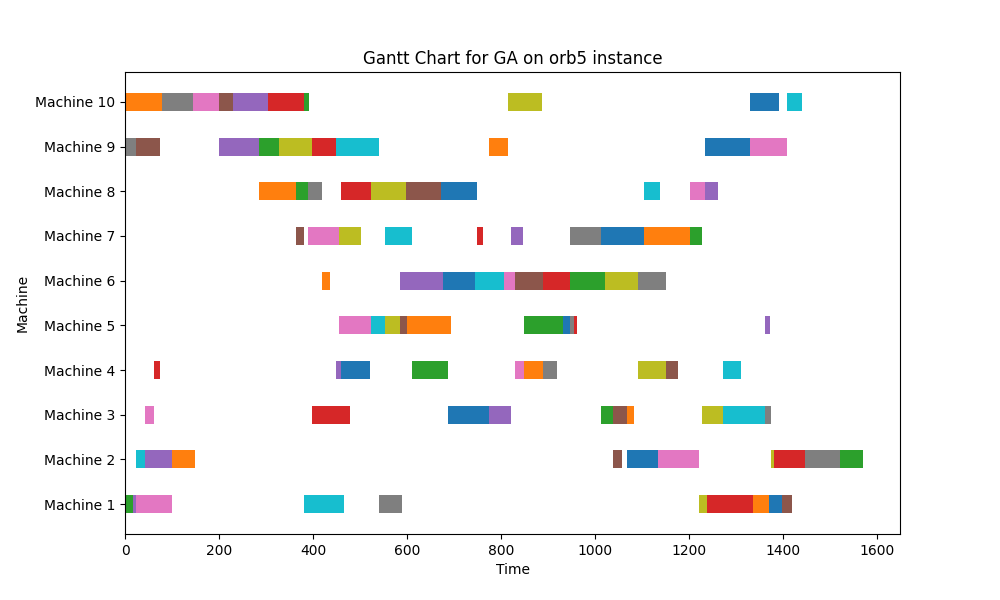 Gantt Chart for GA on orb5 instance
Machine 10
Machine 9
Machine 8
Machine 7
Machine 6
Machine 5
Machine 4
Machine 3
Machine 2
Machine 1
Machine
0 200 400 600 800 1000 1200 1400 1600
Time